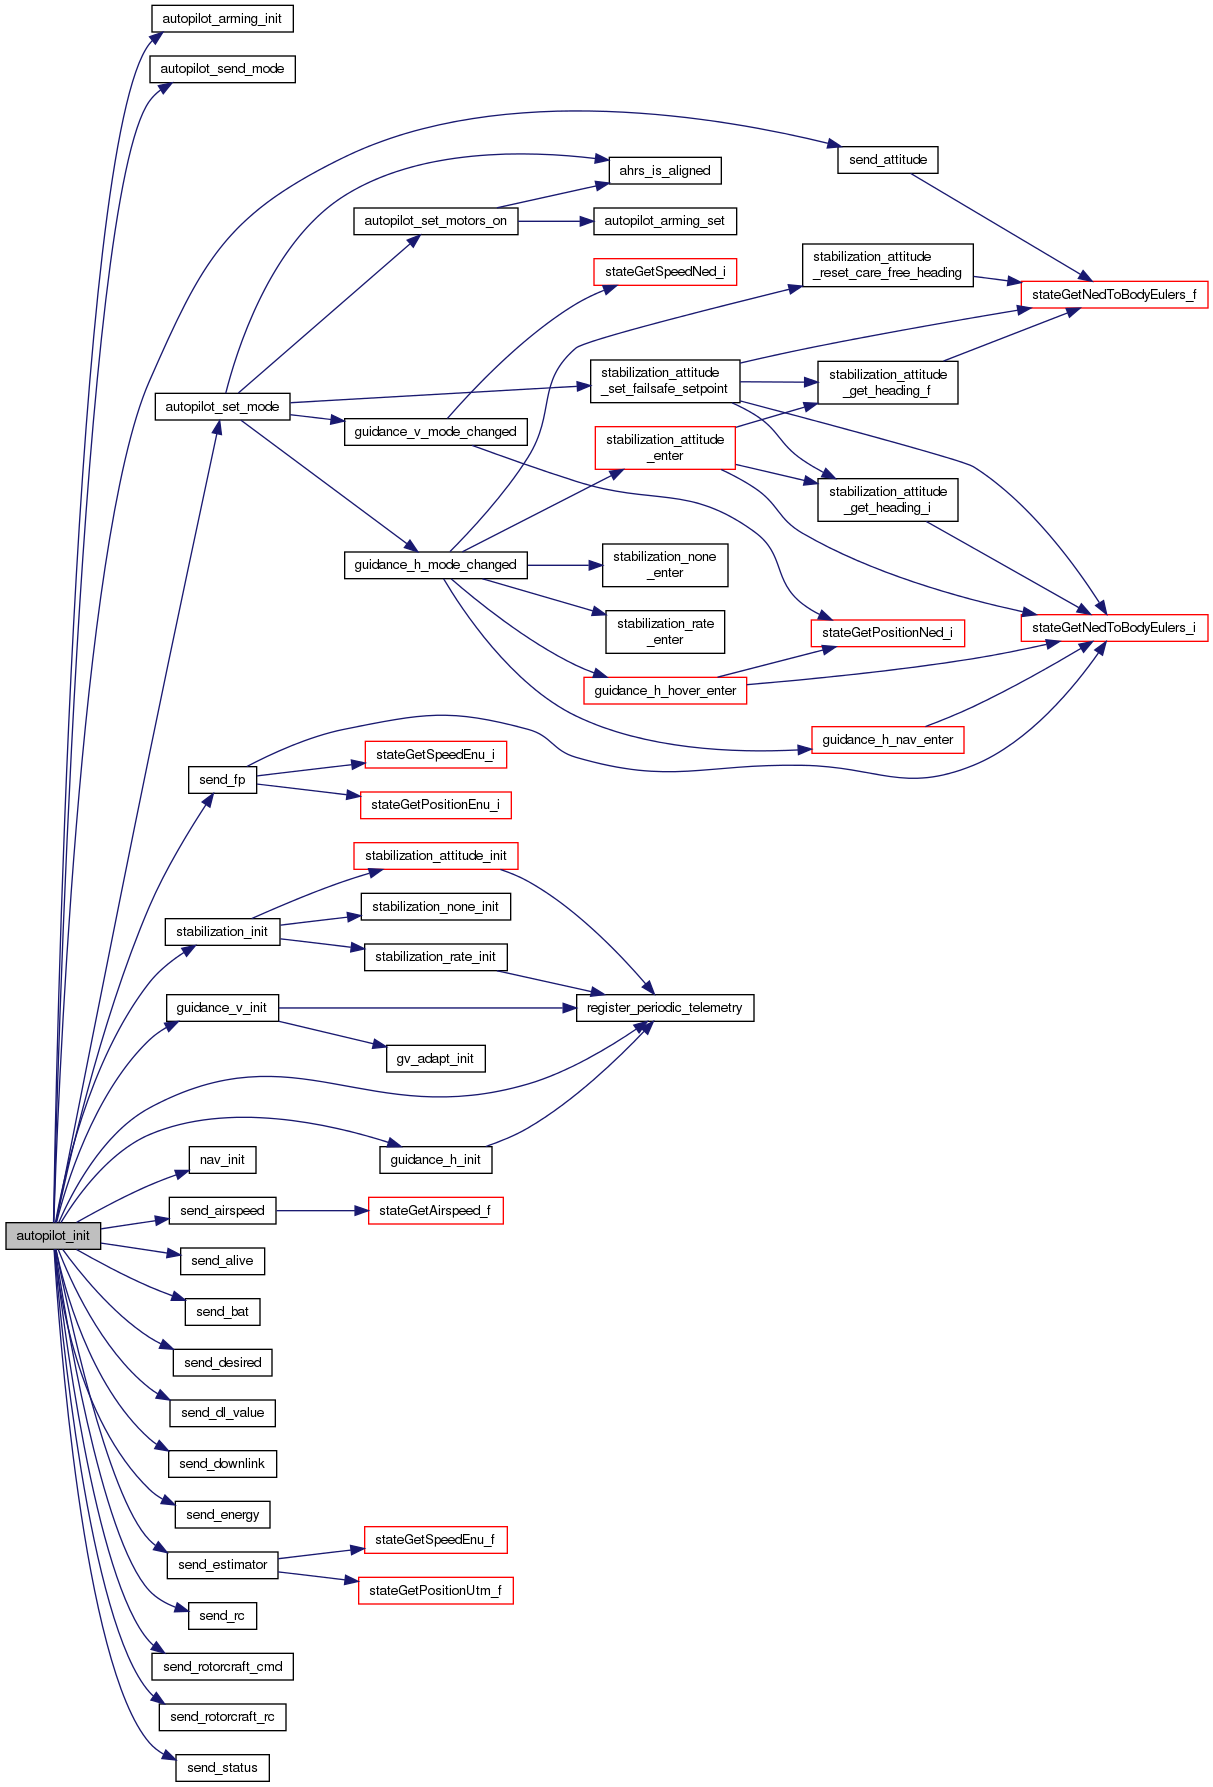 autopilot_arming_init
autopilot_send_mode
send_attitude
ahrs_is_aligned
autopilot_set_motors_on
autopilot_arming_set
stabilization_attitude
_reset_care_free_heading
stateGetSpeedNed_i
stateGetNedToBodyEulers_f
stabilization_attitude
_set_failsafe_setpoint
stabilization_attitude
_get_heading_f
autopilot_set_mode
guidance_v_mode_changed
stabilization_attitude
_enter
stabilization_attitude
_get_heading_i
guidance_h_mode_changed
stabilization_none
_enter
stabilization_rate
_enter
stateGetPositionNed_i
stateGetNedToBodyEulers_i
guidance_h_hover_enter
guidance_h_nav_enter
stateGetSpeedEnu_i
send_fp
stateGetPositionEnu_i
stabilization_attitude_init
stabilization_none_init
stabilization_init
stabilization_rate_init
guidance_v_init
register_periodic_telemetry
gv_adapt_init
nav_init
guidance_h_init
send_airspeed
stateGetAirspeed_f
autopilot_init
send_alive
send_bat
send_desired
send_dl_value
send_downlink
send_energy
stateGetSpeedEnu_f
send_estimator
stateGetPositionUtm_f
send_rc
send_rotorcraft_cmd
send_rotorcraft_rc
send_status